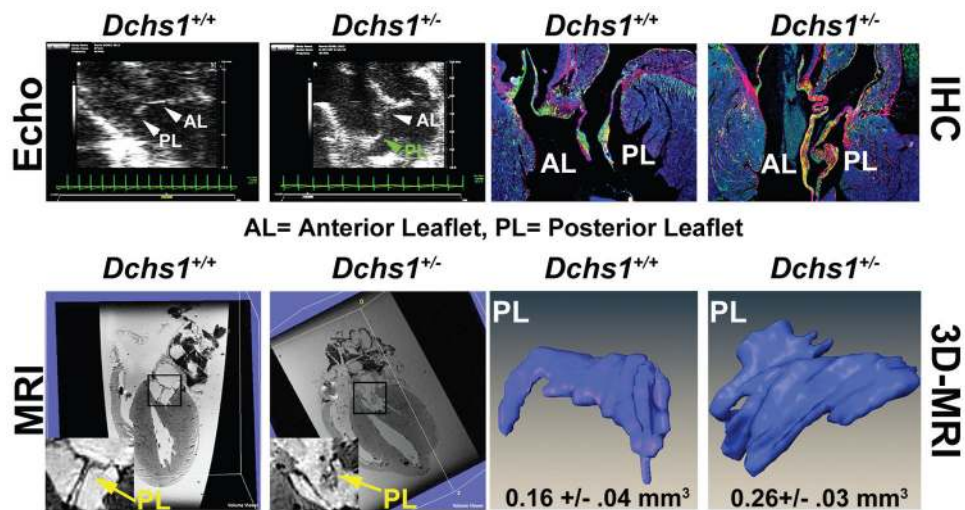 Dchs1+/+
Dchs1+/-
Dchs1+/+
Dchs1+/-
Echo
AL
PL
AL
PL
AL
PL
AL
PL
IHC
AL= Anterior Leaflet, PL= Posterior Leaflet
Dchs1+/+
Dchs1+/-
Dchs1+/+
Dchs1+/-
MRI
PL
PL
PL
0.16 +/- .04 mm³
PL
0.26+/- .03 mm³
3D-MRI